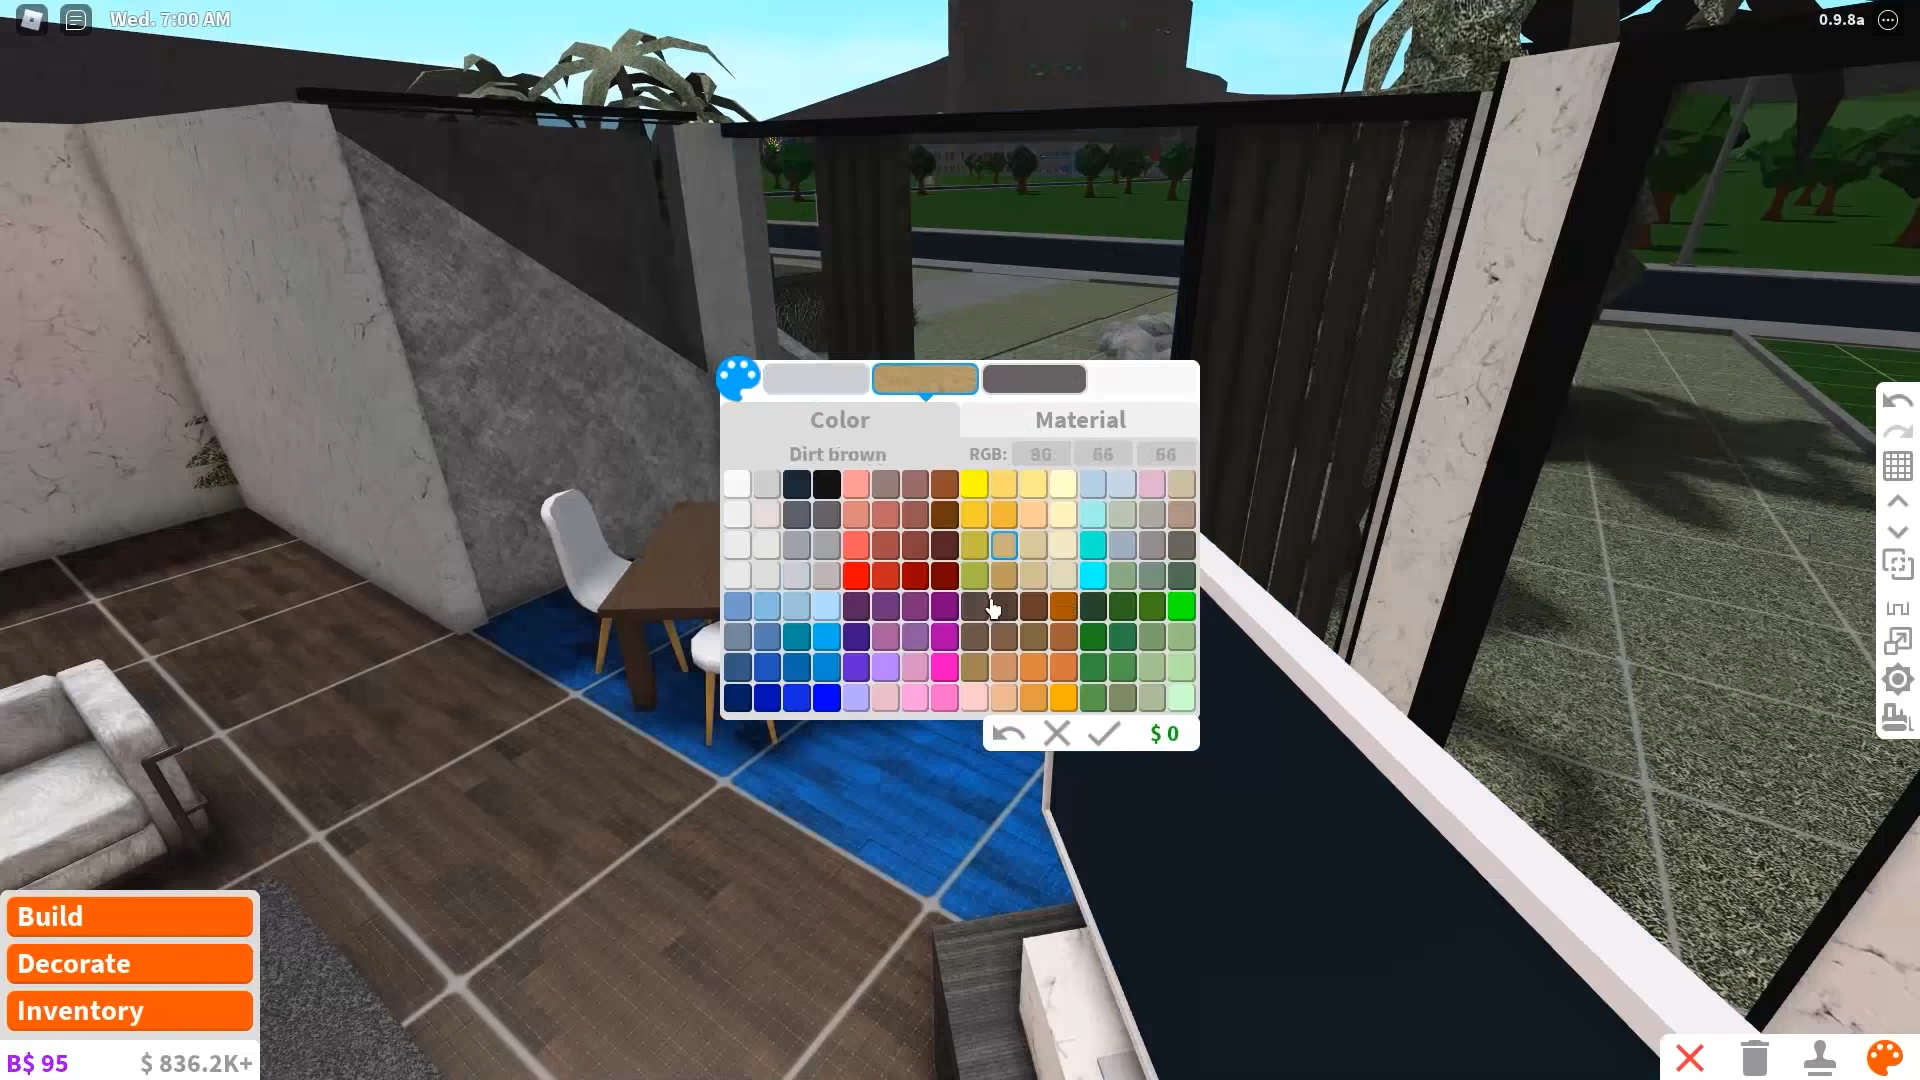 Wed. 7:00 AM
0.9.8a
Color
Material
Dirt brown
RGB: 86 66 66
$ 0
Build
Decorate
Inventory
B$ 95
$ 836.2K+